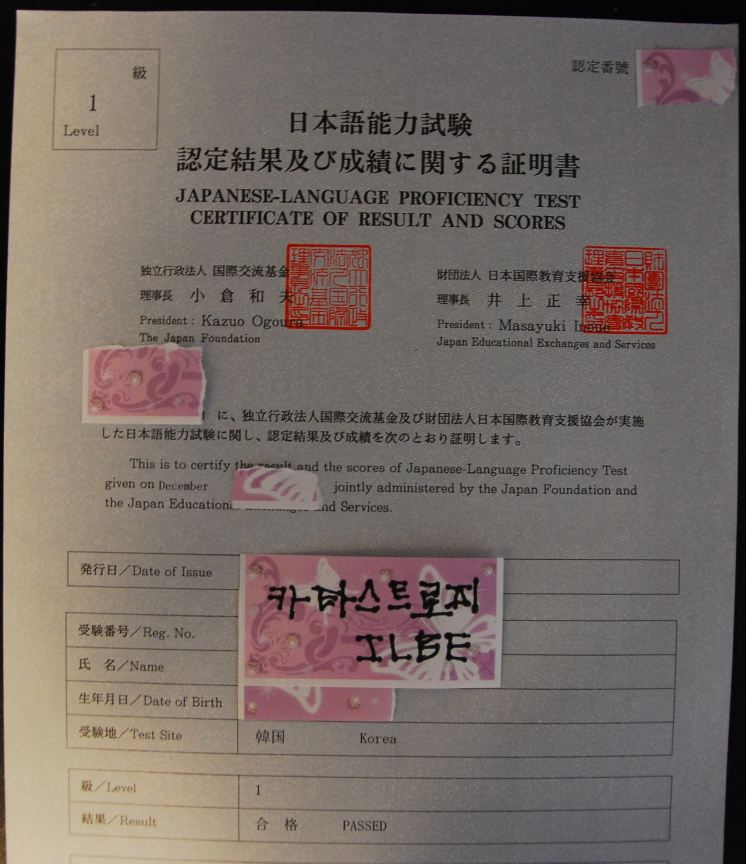 級
1
Level
認定番號
日本語能力試験
認定結果及び成績に関する証明書
JAPANESE-LANGUAGE PROFICIENCY TEST
CERTIFICATE OF RESULT AND SCORES
独立行政法人 国際交流基金
理事長 小倉和夫
President : Kazuo Ogoura
The Japan Foundation
財団法人 日本国際教育支援協会
理事長 井上正幸
President : Masayuki Inoue
Japan Educational Exchanges and Services
に、独立行政法人国際交流基金及び財団法人日本国際教育支援協会が実施
した日本語能力試験に関し、認定結果及び成績を次のとおり証明します。
This is to certify the result and the scores of Japanese-Language Proficiency Test
given on December jointly administered by the Japan Foundation and
the Japan Educational Exchanges and Services.
発行日/Date of Issue
카타스트로피
ILBE
受験番号/Reg. No.
氏 名/Name
生年月日/Date of Birth
受験地/Test Site 韓国 Korea
級/Level 1
結果/Result 合格 PASSED